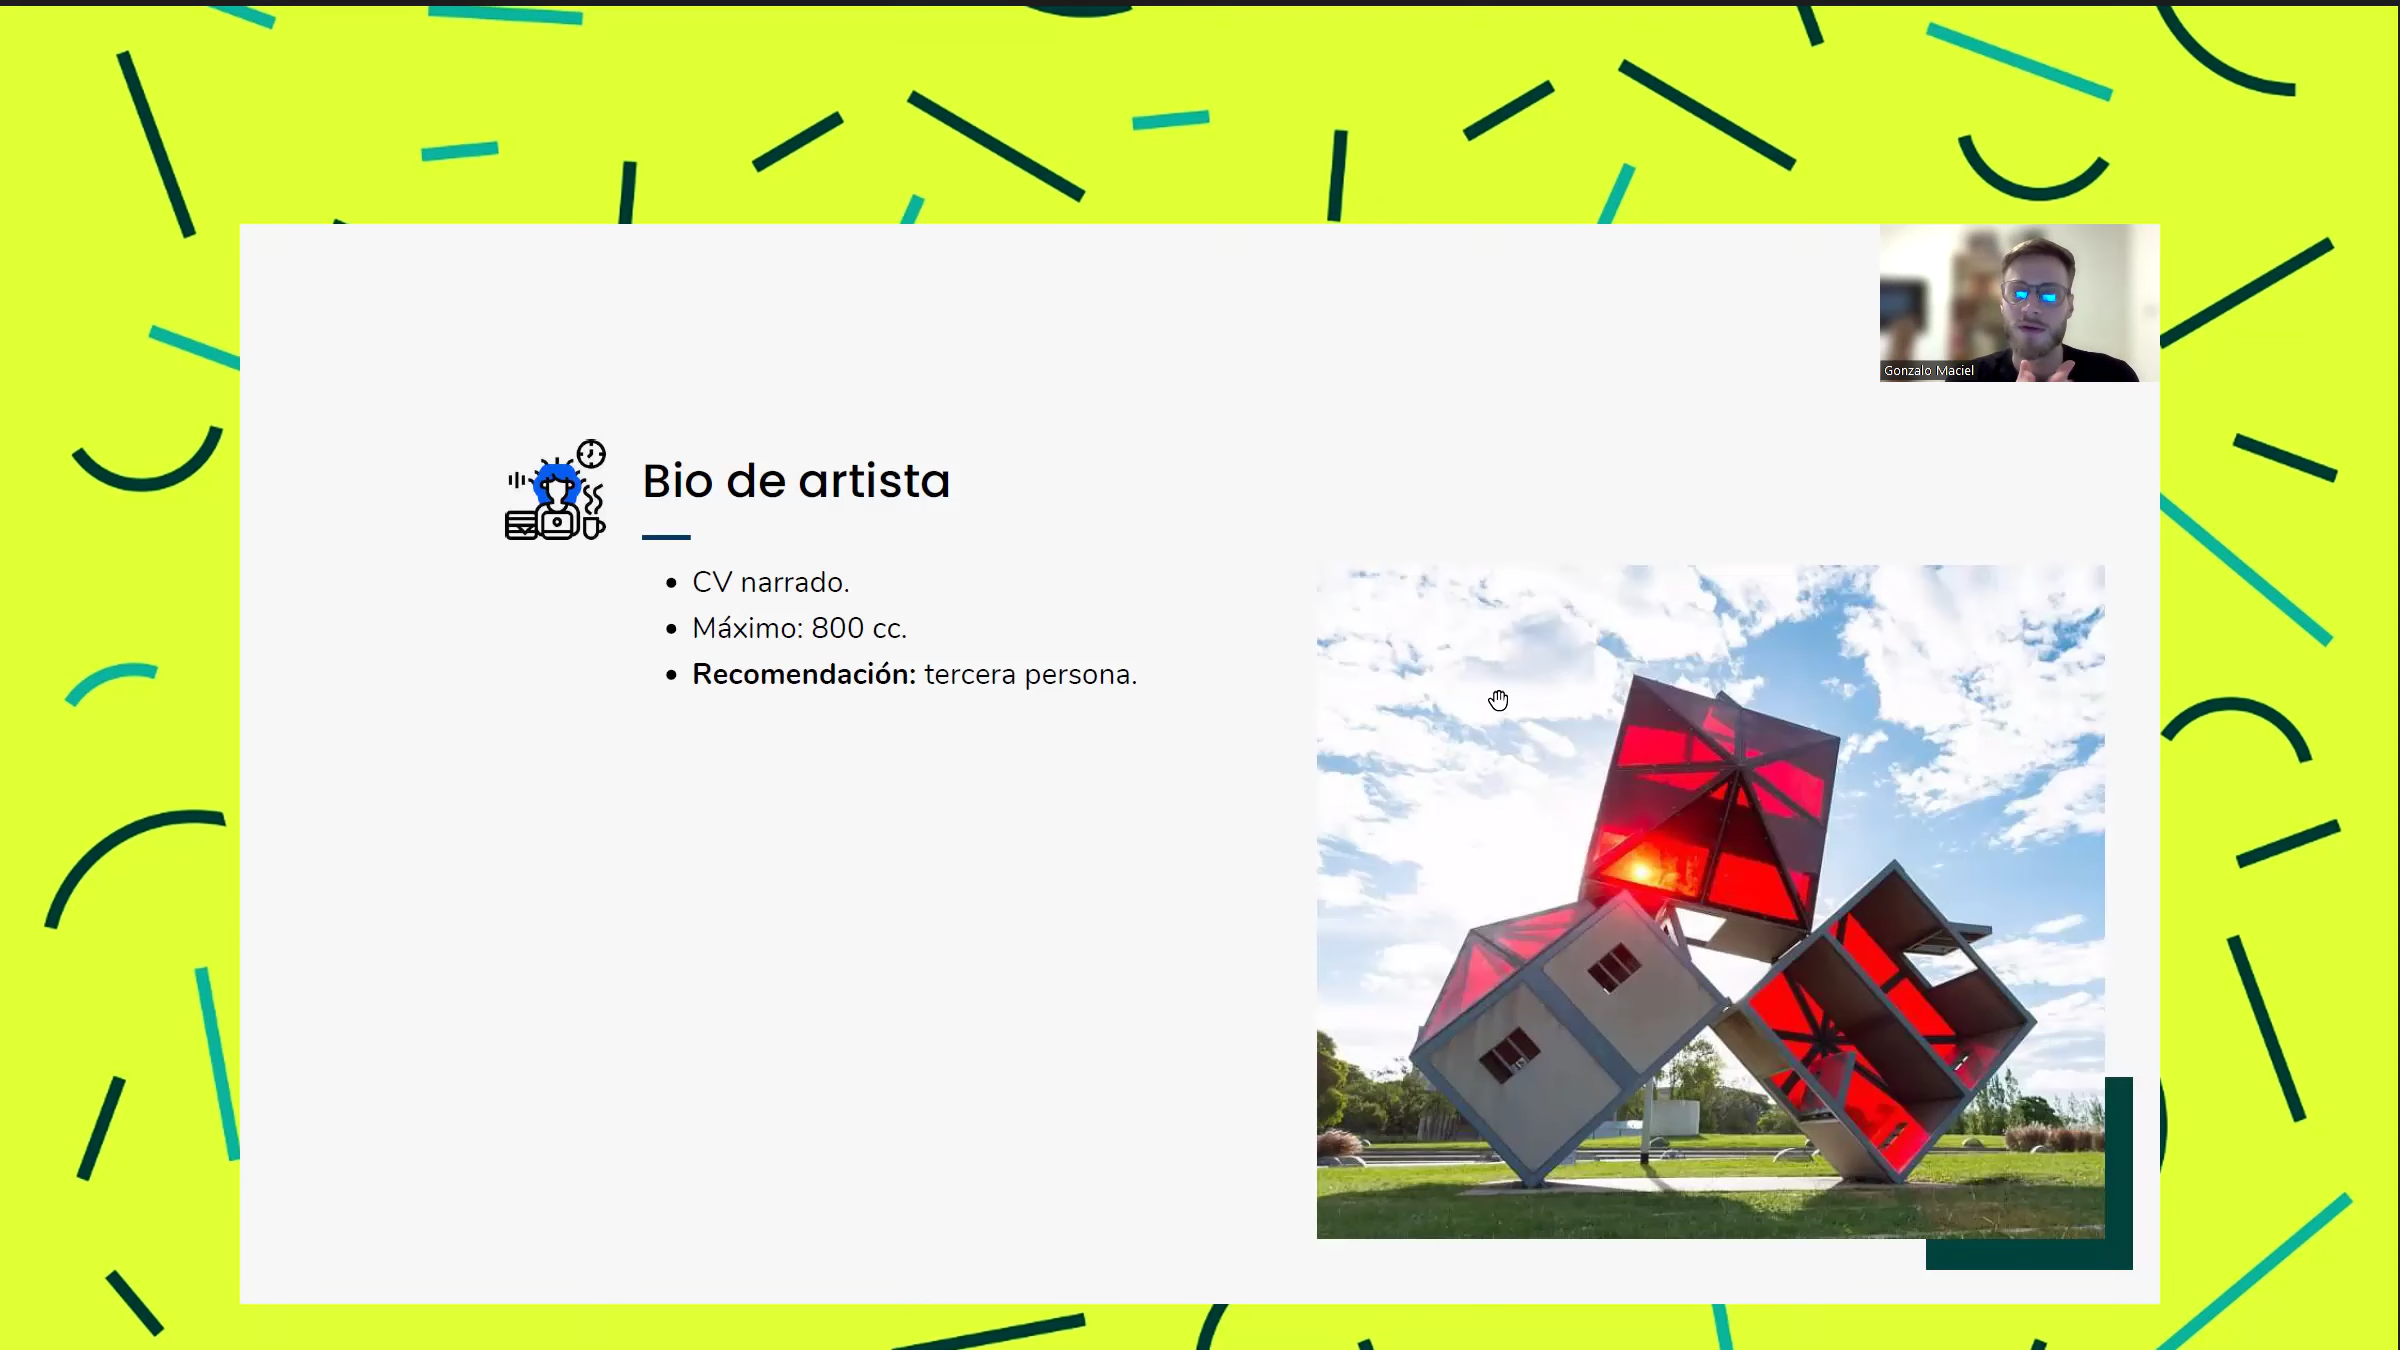 Gonzalo Maciel
Bio de artista
CV narrado.
Máximo: 800 cc.
Recomendación: tercera persona.